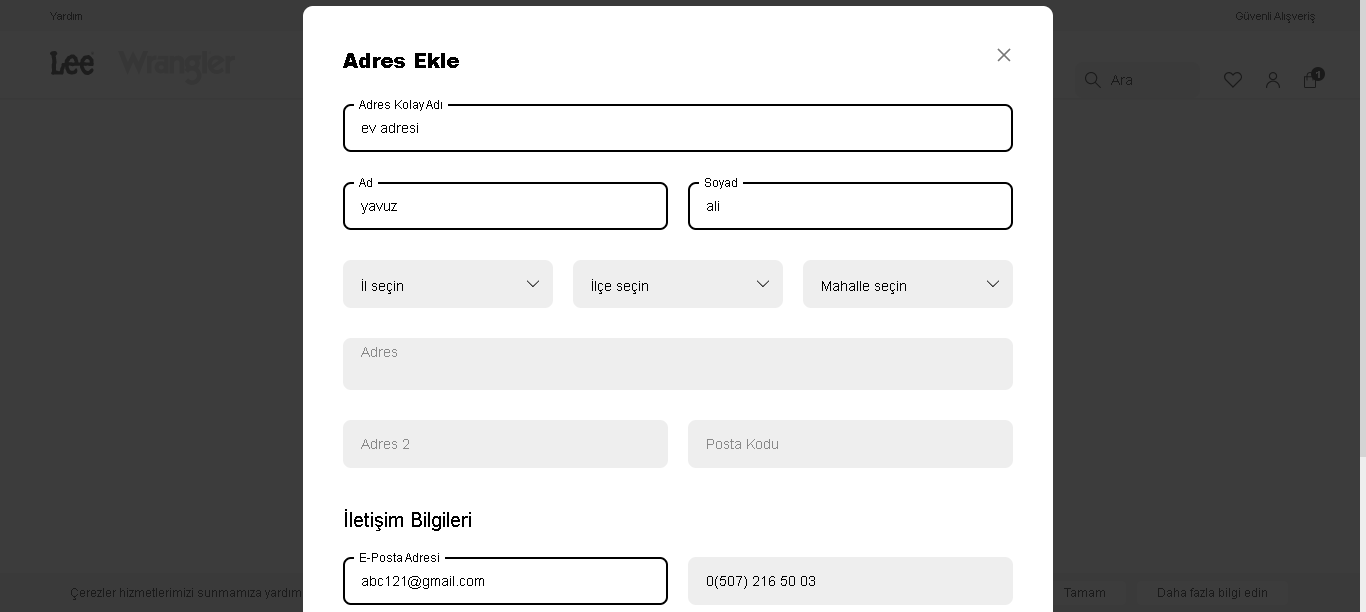 Yardım
Güvenli Alışveriş
Lee Wrangler
Ara
1
Adres Ekle
Adres Kolay Adı
ev adresi
Ad
yavuz
Soyad
ali
İl seçin
İlçe seçin
Mahalle seçin
Adres
Adres 2
Posta Kodu
İletişim Bilgileri
E-Posta Adresi
abc121@gmail.com
0(507) 216 50 03
Çerezler hizmetlerimizi sunmamıza yardım
Tamam
Daha fazla bilgi edin